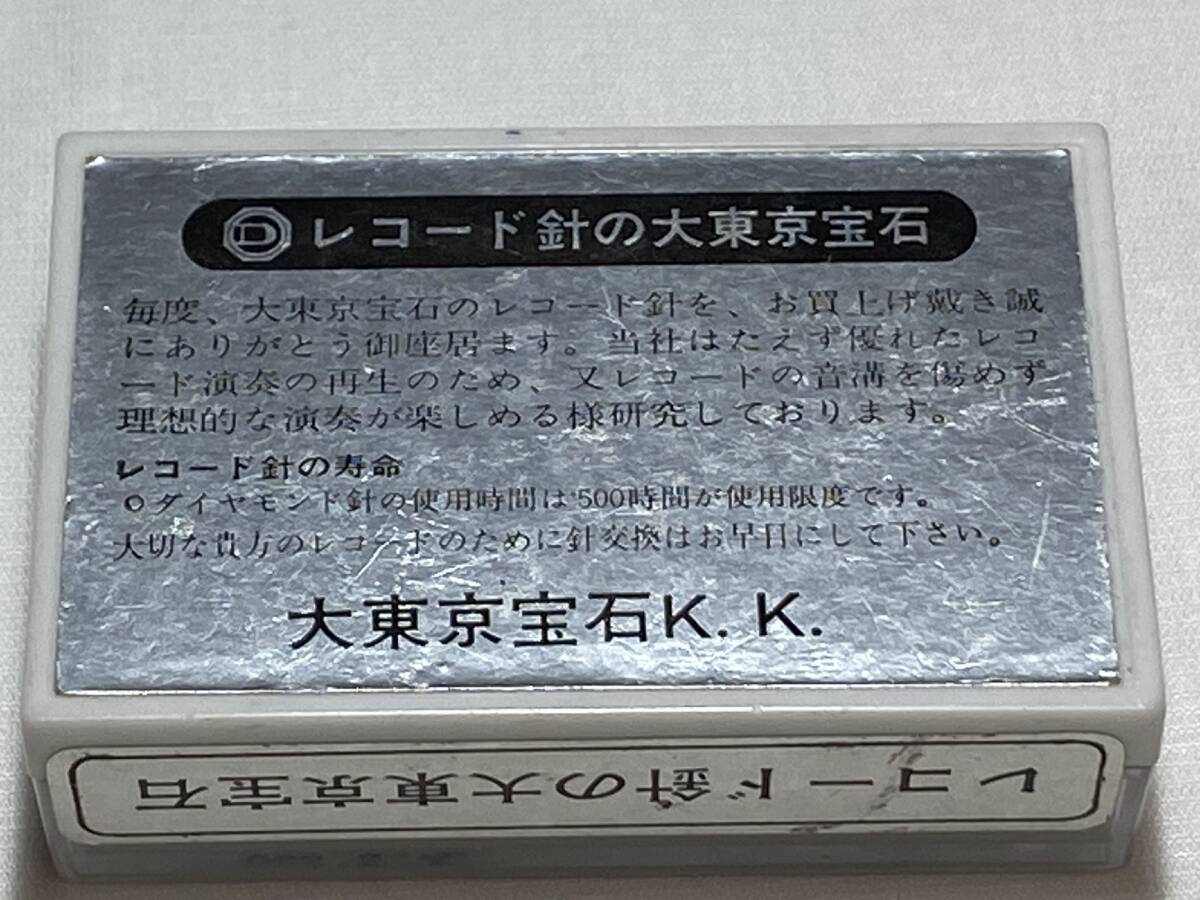 D レコード針の大東京宝石
毎度、大東京宝石のレコード針を、お買上げ戴き誠
にありがとう御座居ます。当社はたえず優れたレコ
ード演奏の再生のため、又レコードの音溝を傷めず
理想的な演奏が楽しめる様研究しております。
レコード針の寿命
○ダイヤモンド針の使用時間は500時間が使用限度です。
大切な貴方のレコードのために針交換はお早目にして下さい。
大東京宝石K.K.
レコード針の大東京宝石